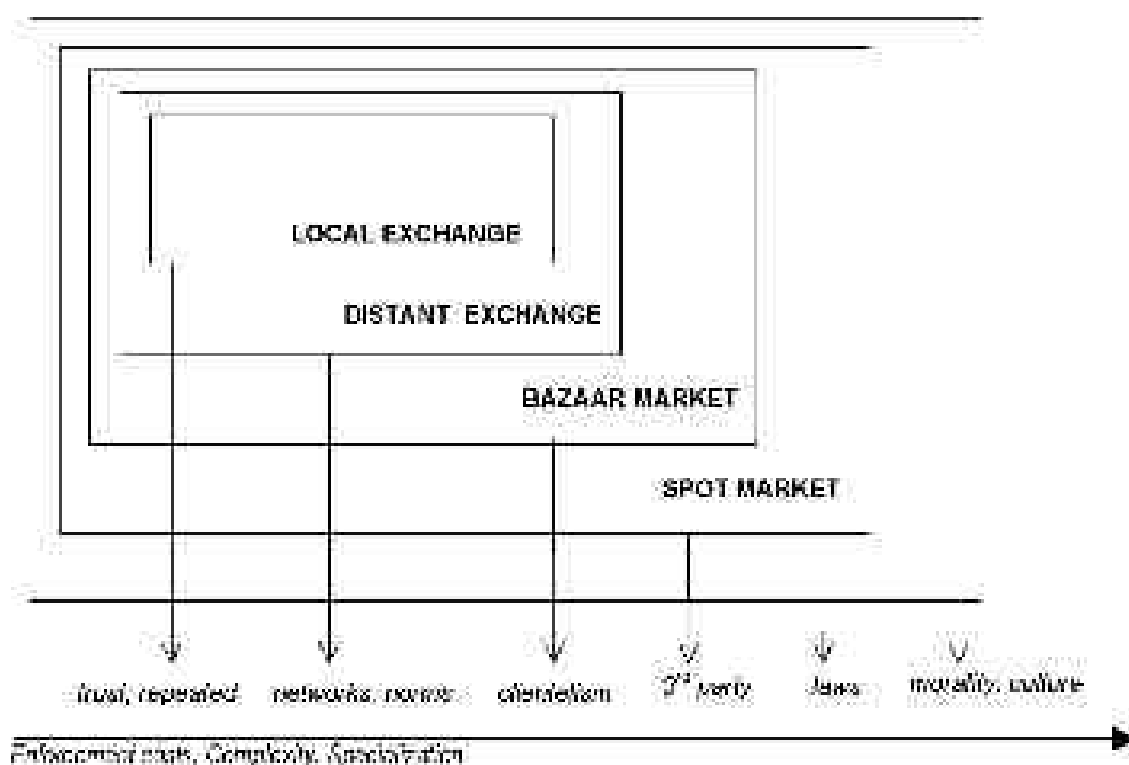 LOCAL EXCHANGE
DISTANT EXCHANGE
BAZAAR MARKET
SPOT MARKET
trust, repeated networks, norms clientelism 3rd party laws morality, culture
Enforcement costs, Complexity, Specialization